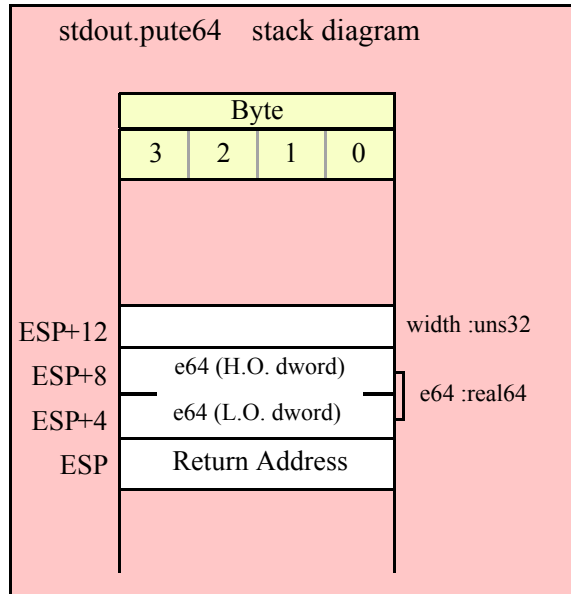 stdout.pute64 stack diagram
Byte
3 2 1 0
ESP+12 width :uns32
ESP+8 e64 (H.O. dword)
e64 :real64
ESP+4 e64 (L.O. dword)
ESP Return Address